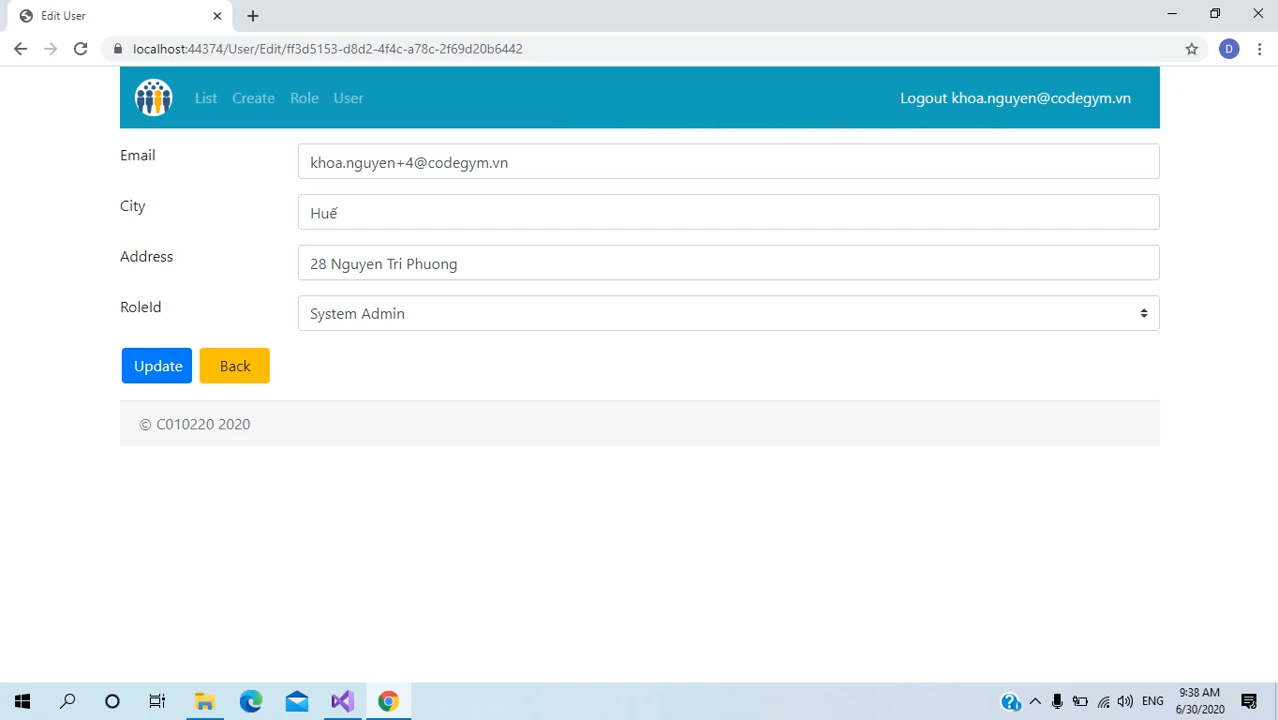 Edit User
localhost:44374/User/Edit/ff3d5153-d8d2-4f4c-a78c-2f69d20b6442
D
List Create Role User Logout khoa.nguyen@codegym.vn
Email khoa.nguyen+4@codegym.vn
City Huế
Address 28 Nguyen Tri Phuong
RoleId System Admin
Update Back
© C010220 2020
ENG
9:38 AM
6/30/2020